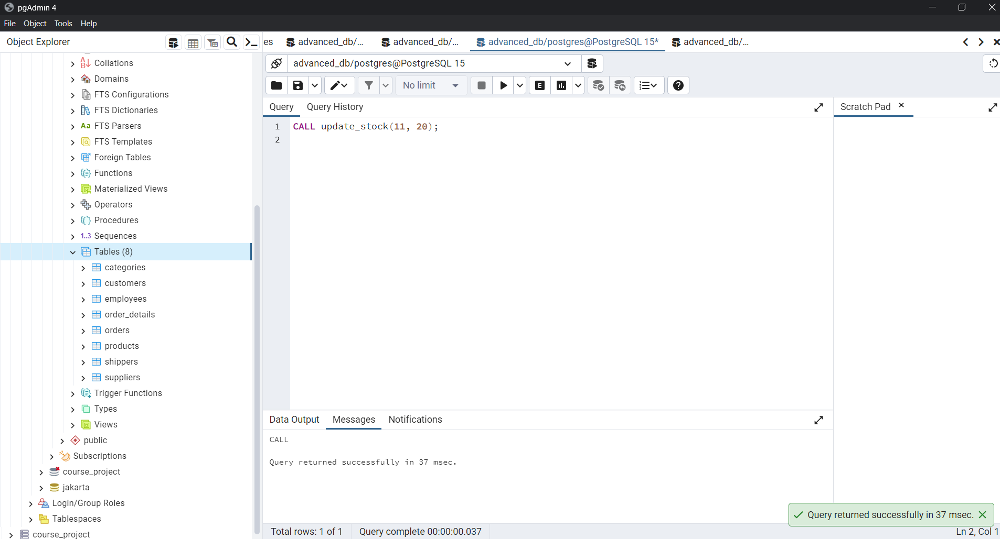 pgAdmin 4
File Object Tools Help
Object Explorer
es
advanced_db/...
advanced_db/...
advanced_db/postgres@PostgreSQL 15*
advanced_db/...
advanced_db/postgres@PostgreSQL 15
No limit
E
Query Query History
Scratch Pad
1 CALL update_stock(11, 20);
2
Collations
Domains
FTS Configurations
FTS Dictionaries
Aa FTS Parsers
FTS Templates
Foreign Tables
Functions
Materialized Views
Operators
Procedures
1..3 Sequences
Tables (8)
categories
customers
employees
order_details
orders
products
shippers
suppliers
Trigger Functions
Types
Views
public
Subscriptions
course_project
jakarta
Login/Group Roles
Tablespaces
course_project
Data Output Messages Notifications
CALL
Query returned successfully in 37 msec.
Query returned successfully in 37 msec.
Total rows: 1 of 1 Query complete 00:00:00.037
Ln 2, Col 1